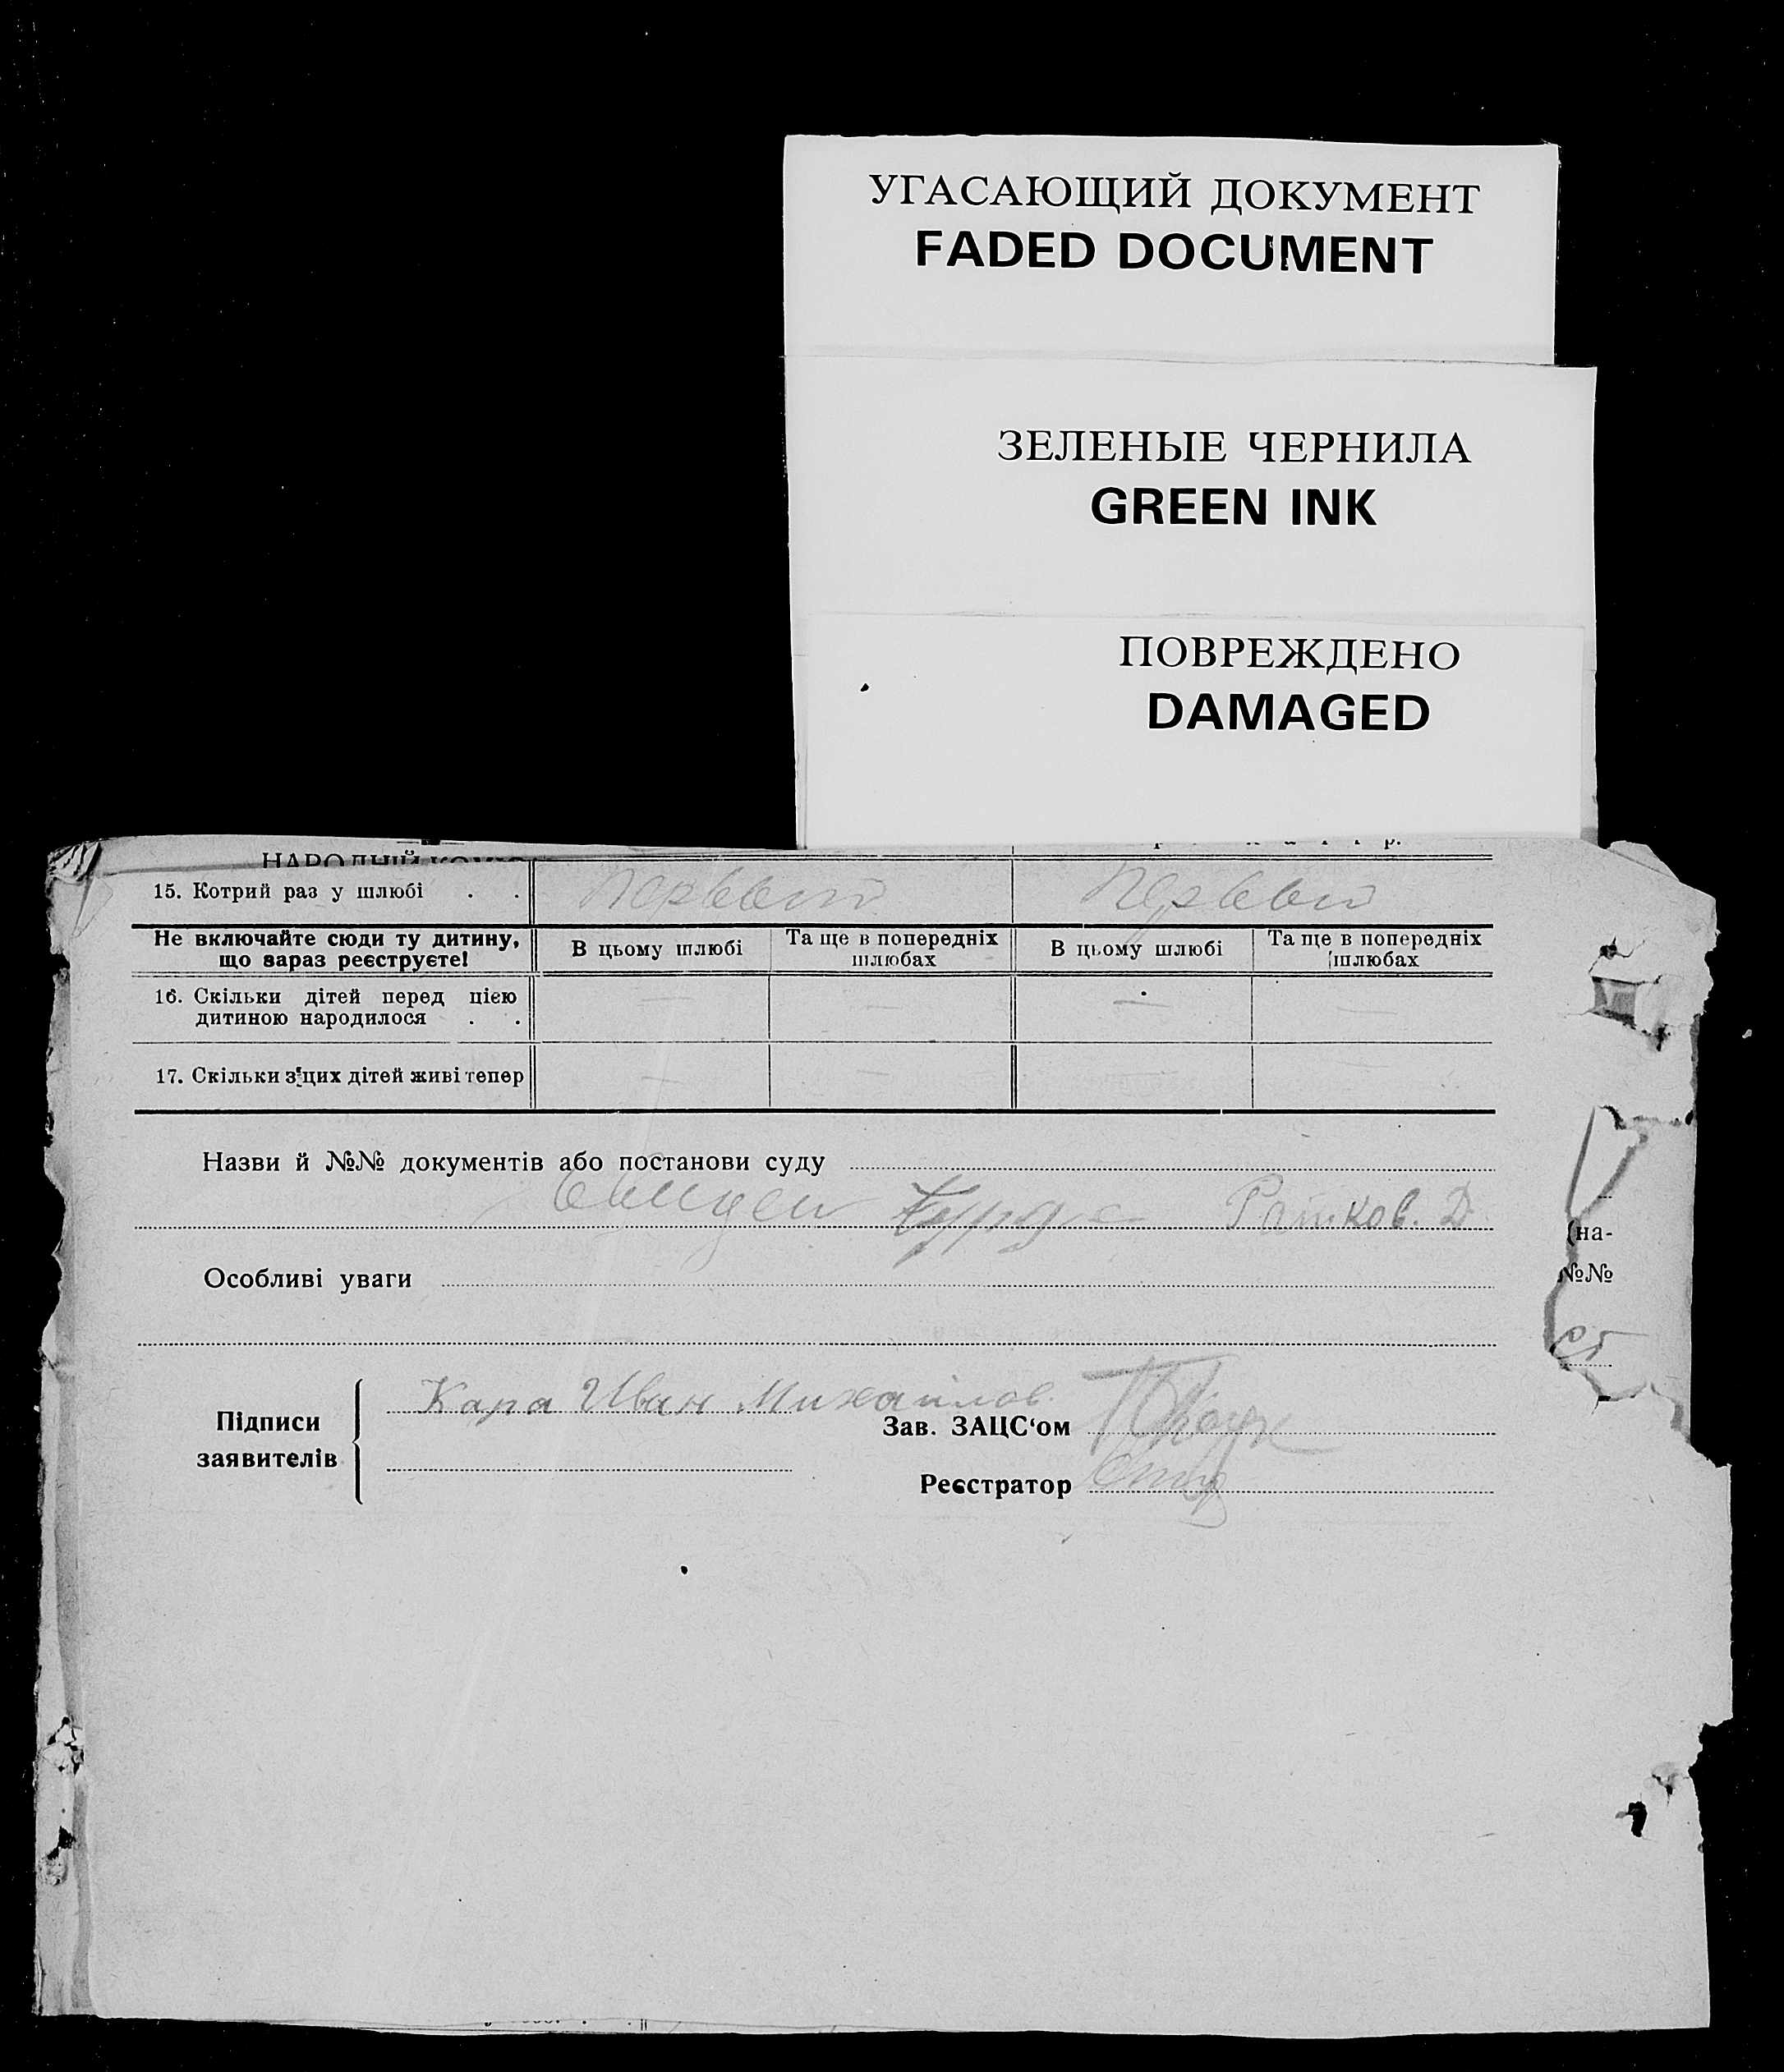 УГАСАЮЩИЙ ДОКУМЕНТ
FADED DOCUMENT
ЗЕЛЕНЫЕ ЧЕРНИЛА
GREEN INK
ПОВРЕЖДЕНО
DAMAGED
15. Котрий раз у шлюбі . . Первый Первый
Не включайте сюди ту дитину, що зараз реєструєте!
В цьому шлюбі
Та ще в попередніх шлюбах
В цьому шлюбі
Та ще в попередніх шлюбах
16. Скільки дітей перед цією — — — —
дитиною народилося . .
17. Скільки з'цих дітей живі тепер — — — —
Назви й №№ документів або постанови суду
Ратков. Д
(на-
№№
Особливі уваги
Підписи заявителів
Кара Иван Михайлов.
Зав. ЗАЦС‘ом
Реєстратор